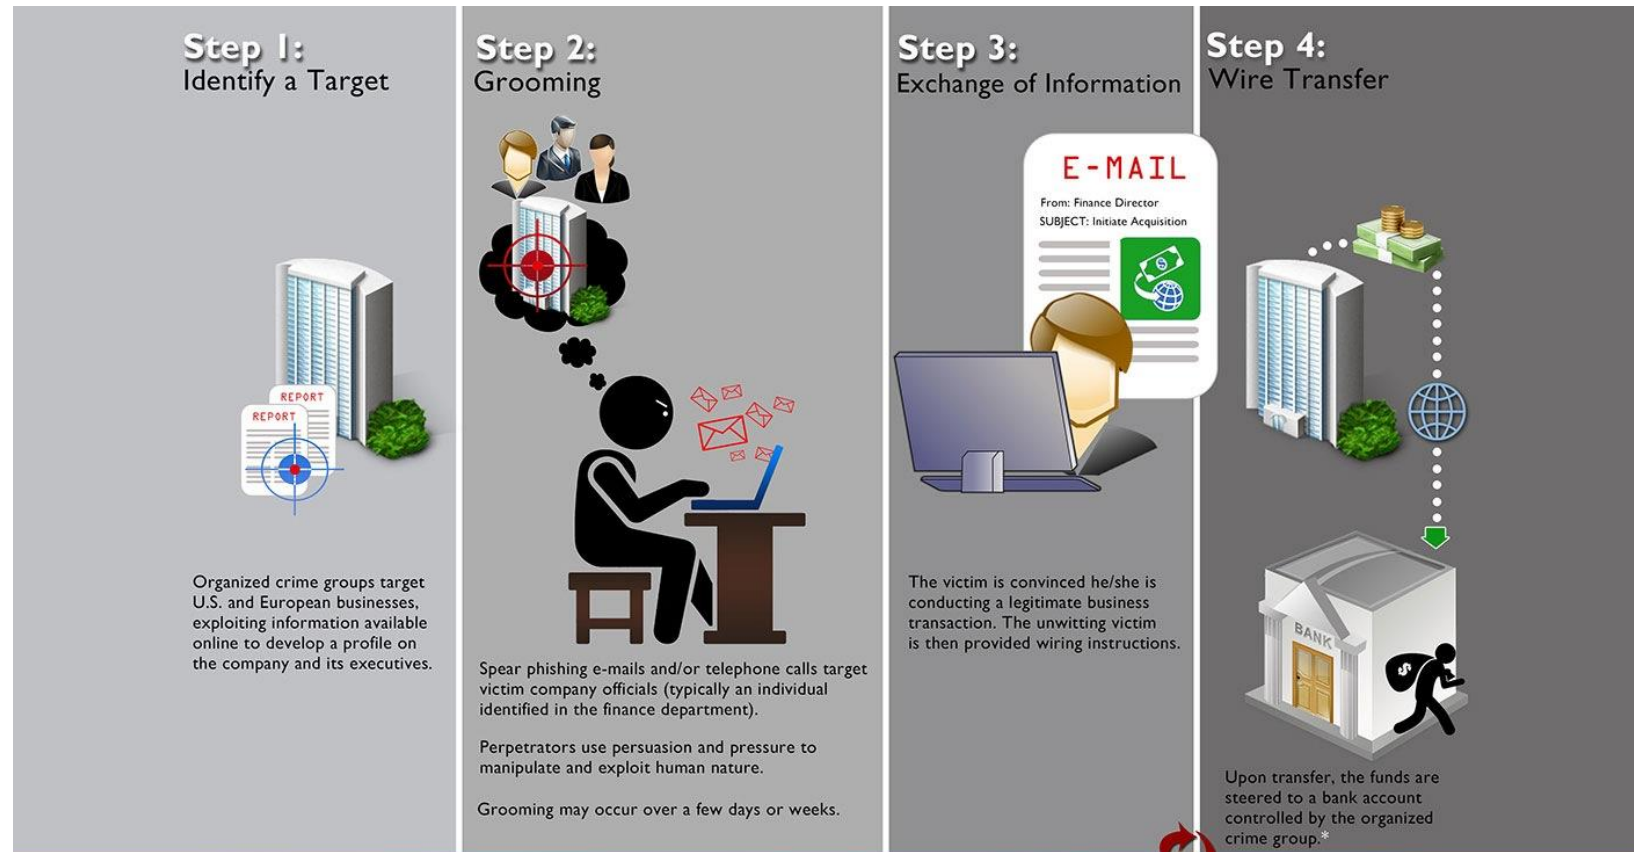 Step 1:
Identify a Target
REPORT
REPORT
Organized crime groups target
U.S. and European businesses,
exploiting information available
online to develop a profile on
the company and its executives.
Step 2:
Grooming
Spear phishing e-mails and/or telephone calls target
victim company officials (typically an individual
identified in the finance department).
Perpetrators use persuasion and pressure to
manipulate and exploit human nature.
Grooming may occur over a few days or weeks.
Step 3:
Exchange of Information
E-MAIL
From: Finance Director
SUBJECT: Initiate Acquisition
$
The victim is convinced he/she is
conducting a legitimate business
transaction. The unwitting victim
is then provided wiring instructions.
Step 4:
Wire Transfer
BANK
$
Upon transfer, the funds are
steered to a bank account
controlled by the organized
crime group.*